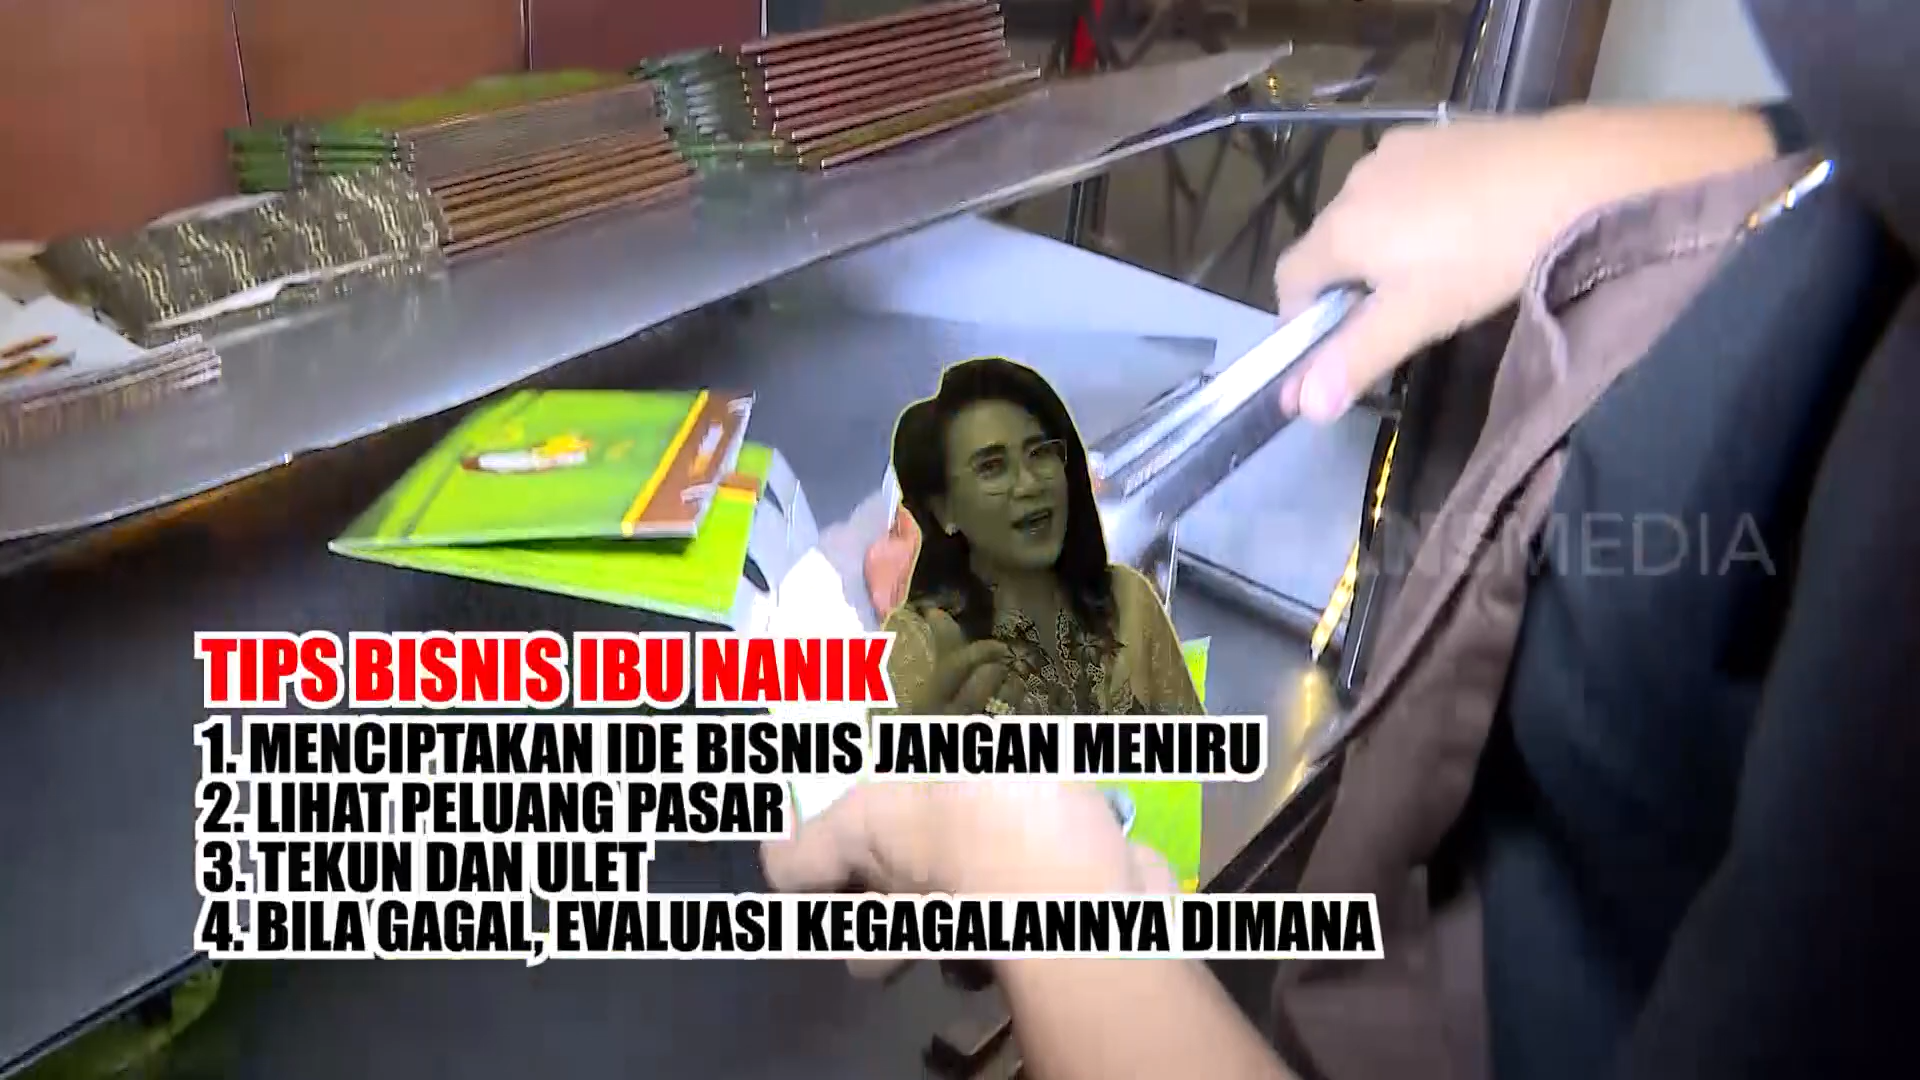 TRANSMEDIA
TIPS BISNIS IBU NANIK
1. MENCIPTAKAN IDE BISNIS JANGAN MENIRU
2. LIHAT PELUANG PASAR
3. TEKUN DAN ULET
4. BILA GAGAL, EVALUASI KEGAGALANNYA DIMANA